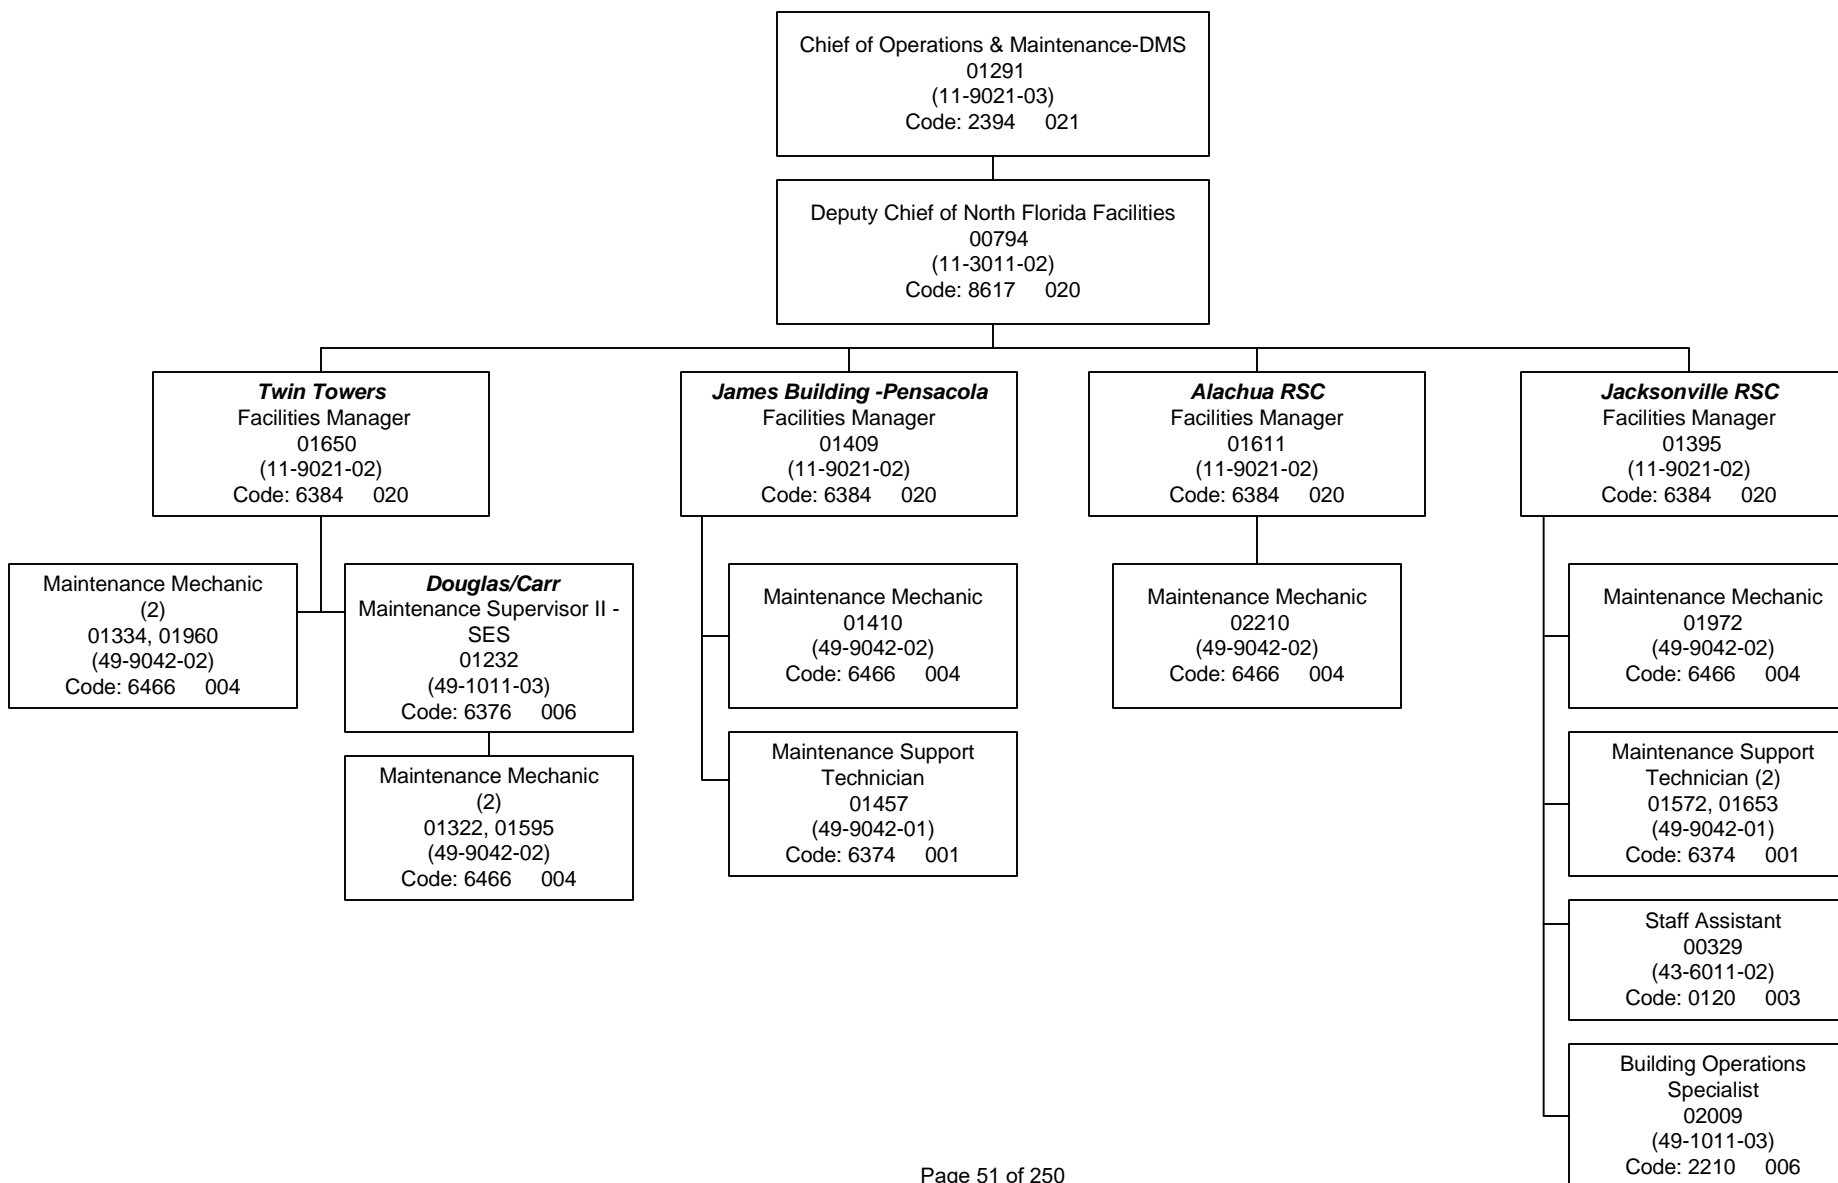 Chief of Operations & Maintenance-DMS
01291
(11-9021-03)
Code: 2394 021
Deputy Chief of North Florida Facilities
00794
(11-3011-02)
Code: 8617 020
Twin Towers
Facilities Manager
01650
(11-9021-02)
Code: 6384 020
James Building -Pensacola
Facilities Manager
01409
(11-9021-02)
Code: 6384 020
Alachua RSC
Facilities Manager
01611
(11-9021-02)
Code: 6384 020
Jacksonville RSC
Facilities Manager
01395
(11-9021-02)
Code: 6384 020
Maintenance Mechanic
(2)
01334, 01960
(49-9042-02)
Code: 6466 004
Douglas/Carr
Maintenance Supervisor II -
SES
01232
(49-1011-03)
Code: 6376 006
Maintenance Mechanic
(2)
01322, 01595
(49-9042-02)
Code: 6466 004
Maintenance Mechanic
01410
(49-9042-02)
Code: 6466 004
Maintenance Support
Technician
01457
(49-9042-01)
Code: 6374 001
Maintenance Mechanic
02210
(49-9042-02)
Code: 6466 004
Maintenance Mechanic
01972
(49-9042-02)
Code: 6466 004
Maintenance Support
Technician (2)
01572, 01653
(49-9042-01)
Code: 6374 001
Staff Assistant
00329
(43-6011-02)
Code: 0120 003
Building Operations
Specialist
02009
(49-1011-03)
Code: 2210 006
Page 51 of 250